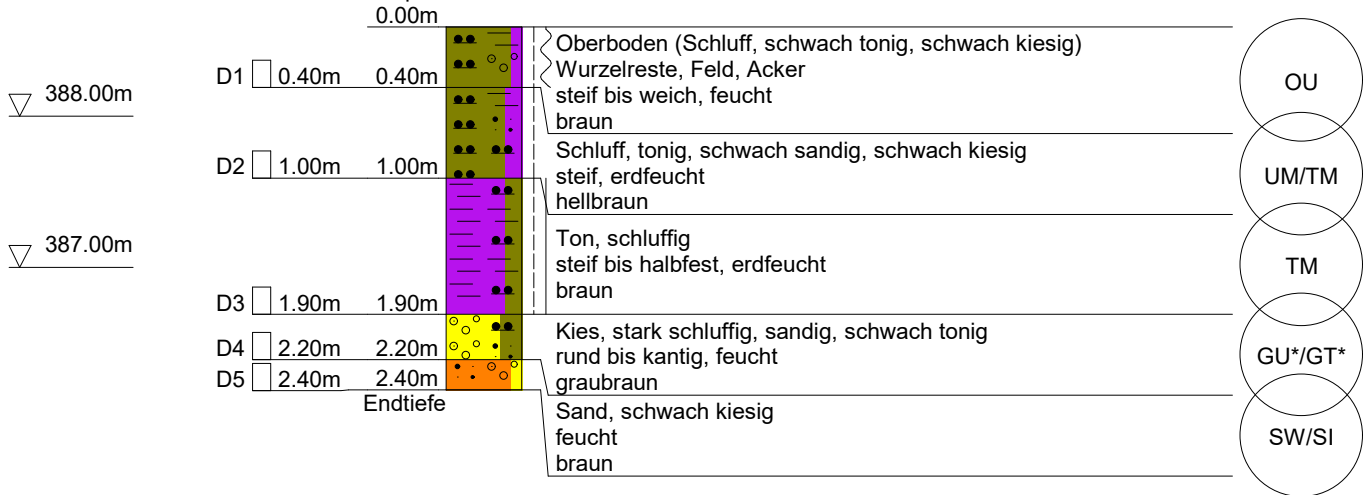 0.00m
Oberboden (Schluff, schwach tonig, schwach kiesig)
Wurzelreste, Feld, Acker
steif bis weich, feucht
braun
OU
D1 0.40m 0.40m
388.00m
Schluff, tonig, schwach sandig, schwach kiesig
steif, erdfeucht
hellbraun
UM/TM
D2 1.00m 1.00m
387.00m
Ton, schluffig
steif bis halbfest, erdfeucht
braun
TM
D3 1.90m 1.90m
Kies, stark schluffig, sandig, schwach tonig
rund bis kantig, feucht
graubraun
GU*/GT*
D4 2.20m 2.20m
D5 2.40m 2.40m
Endtiefe
Sand, schwach kiesig
feucht
braun
SW/SI